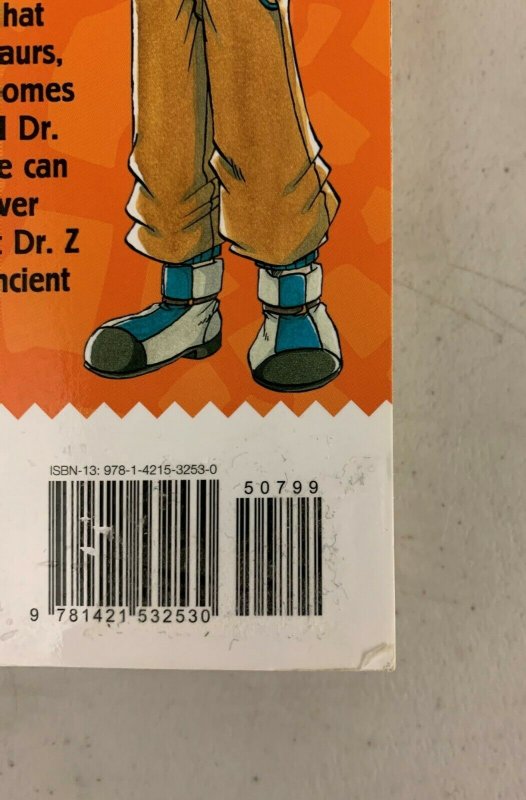 hat
aurs,
omes
Dr.
e can
ver
Dr. Z
ncient
ISBN-13: 978-1-4215-3253-0
50799
9 781421 532530